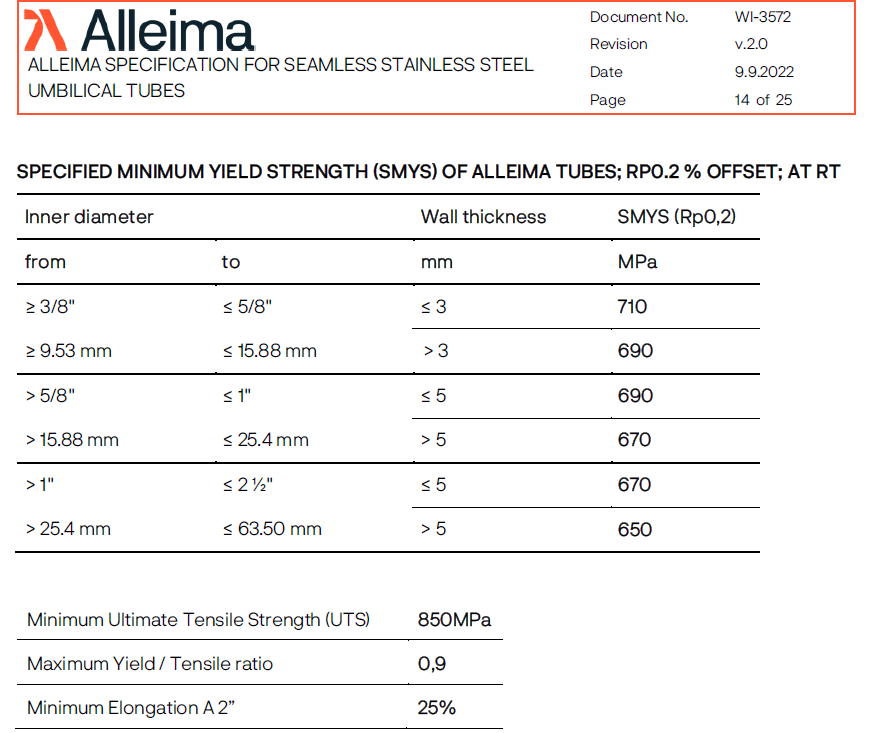 Alleima
ALLEIMA SPECIFICATION FOR SEAMLESS STAINLESS STEEL
UMBILICAL TUBES
Document No. WI-3572
Revision v.2.0
Date 9.9.2022
Page 14 of 25
SPECIFIED MINIMUM YIELD STRENGTH (SMYS) OF ALLEIMA TUBES; RP0.2 % OFFSET; AT RT
Inner diameter Wall thickness SMYS (Rp0,2)
from to mm MPa
≥ 3/8" ≤ 5/8" ≤ 3 710
≥ 9.53 mm ≤ 15.88 mm > 3 690
> 5/8" ≤ 1" ≤ 5 690
> 15.88 mm ≤ 25.4 mm > 5 670
> 1" ≤ 2 ½" ≤ 5 670
> 25.4 mm ≤ 63.50 mm > 5 650
Minimum Ultimate Tensile Strength (UTS) 850MPa
Maximum Yield / Tensile ratio 0,9
Minimum Elongation A 2” 25%